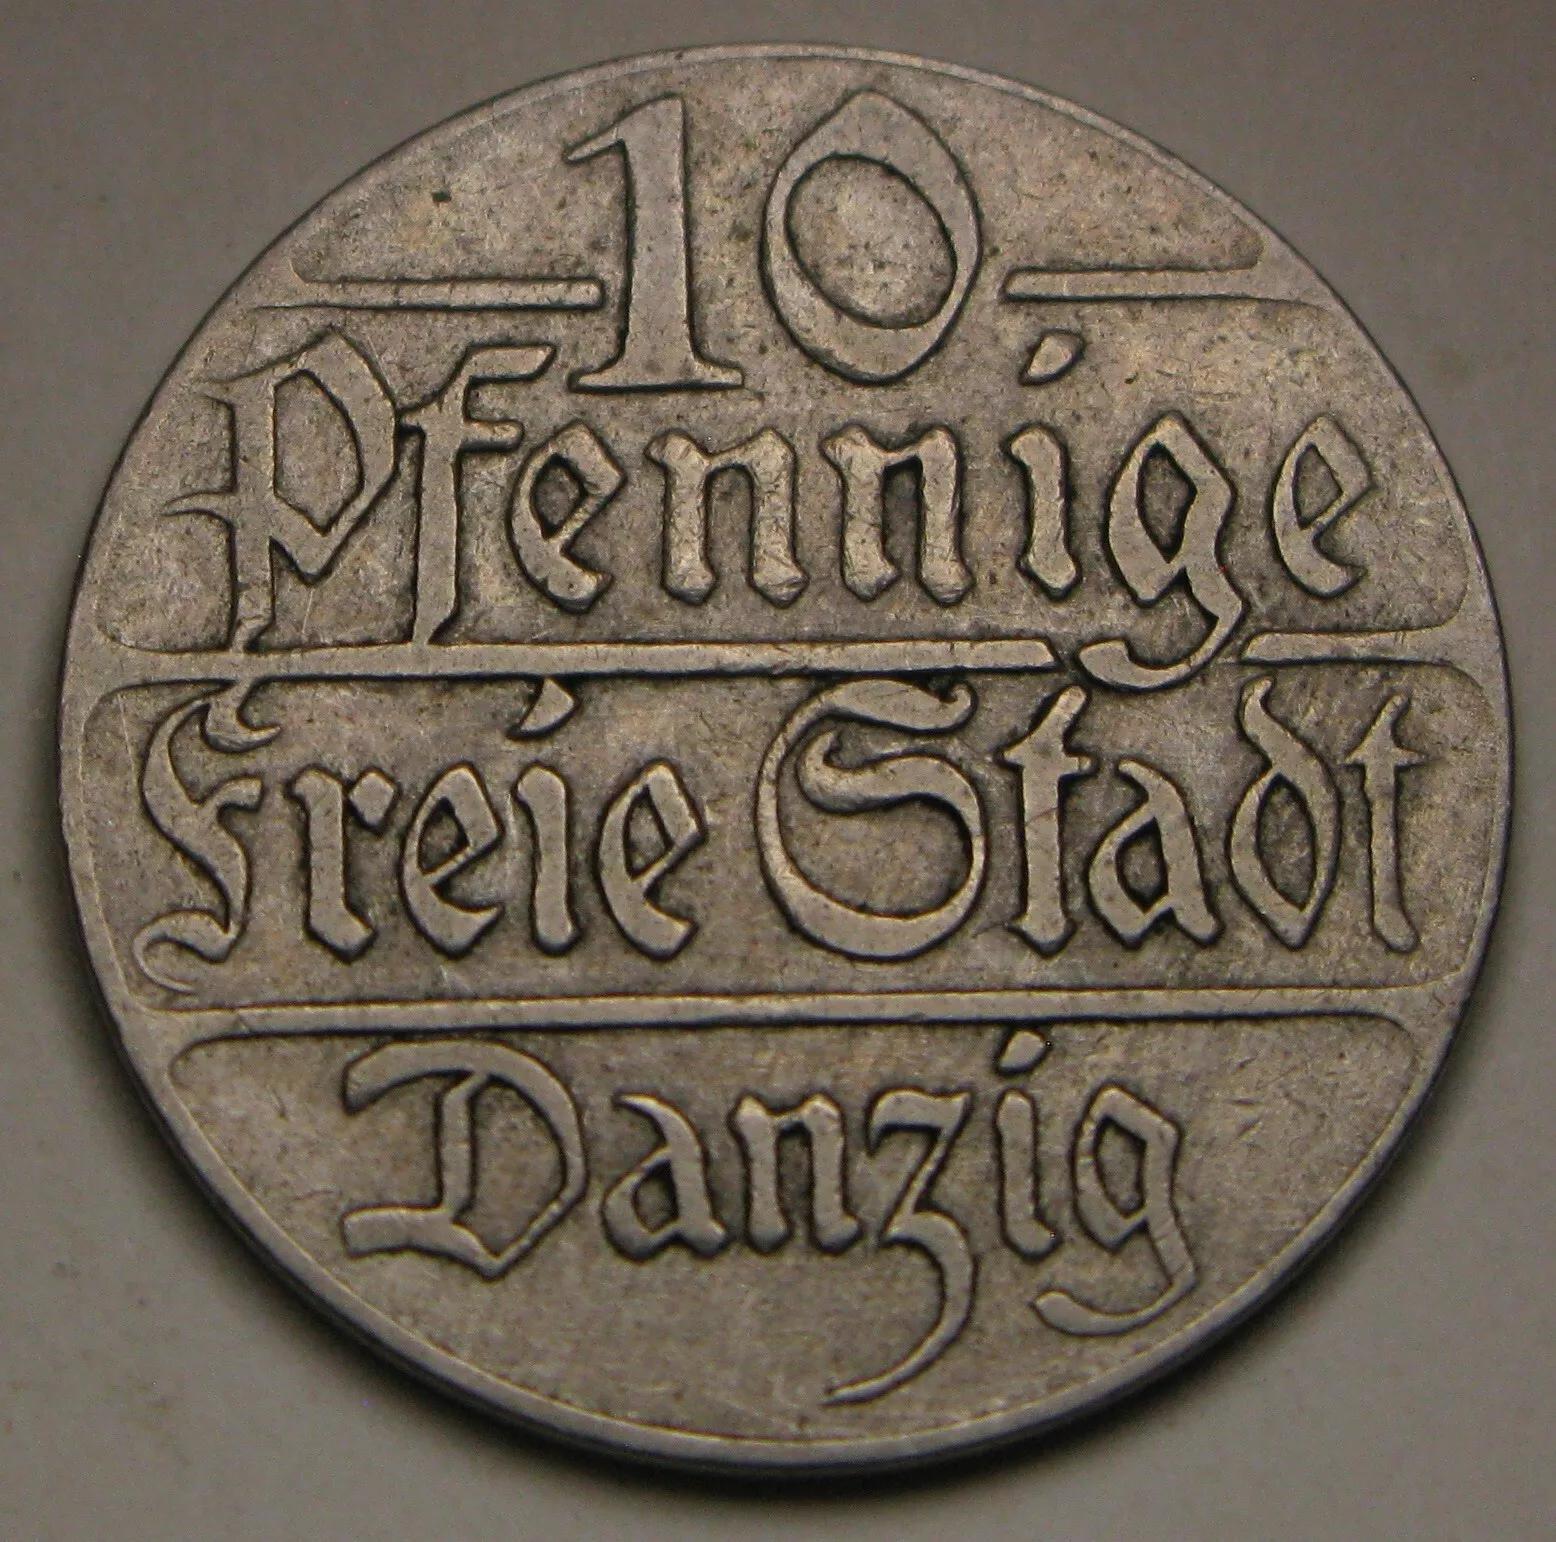 10
Pfennige
Freie Stadt
Danzig